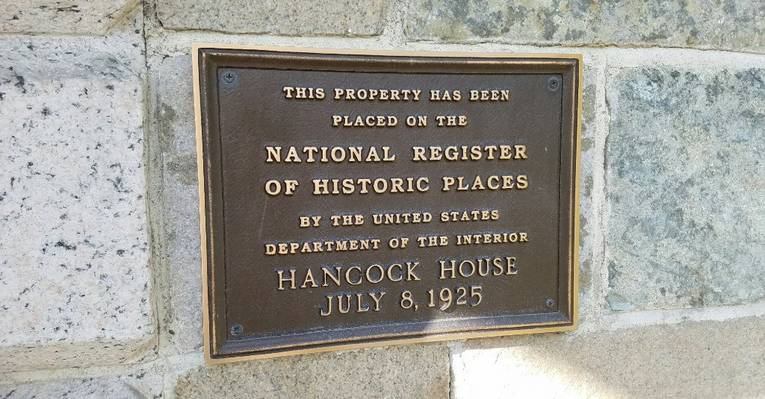 THIS PROPERTY HAS BEEN
PLACED ON THE
NATIONAL REGISTER
OF HISTORIC PLACES
BY THE UNITED STATES
DEPARTMENT OF THE INTERIOR
HANCOCK HOUSE
JULY 8, 1925